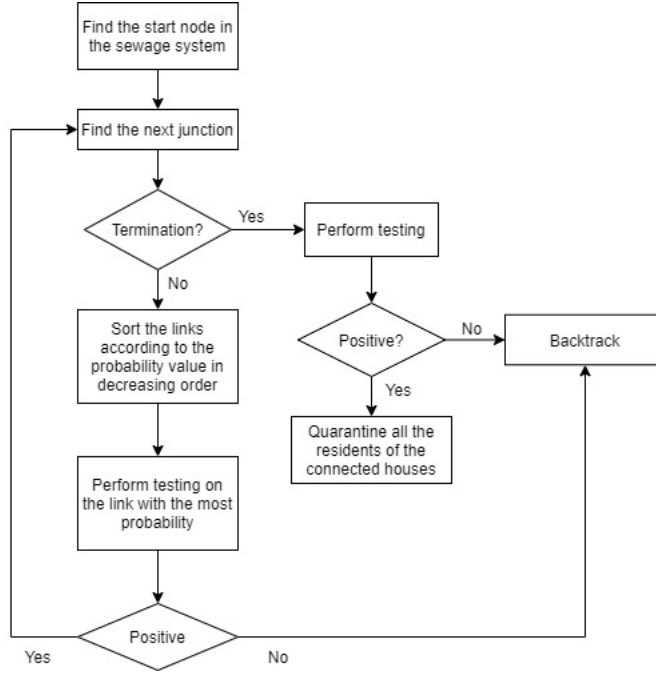 Find the start node in
the sewage system
Find the next junction
Termination?
Yes
Perform testing
No
Sort the links
according to the
probability value in
decreasing order
Positive?
No
Backtrack
Yes
Quarantine all the
residents of the
connected houses
Perform testing on
the link with the most
probability
Positive
Yes
No